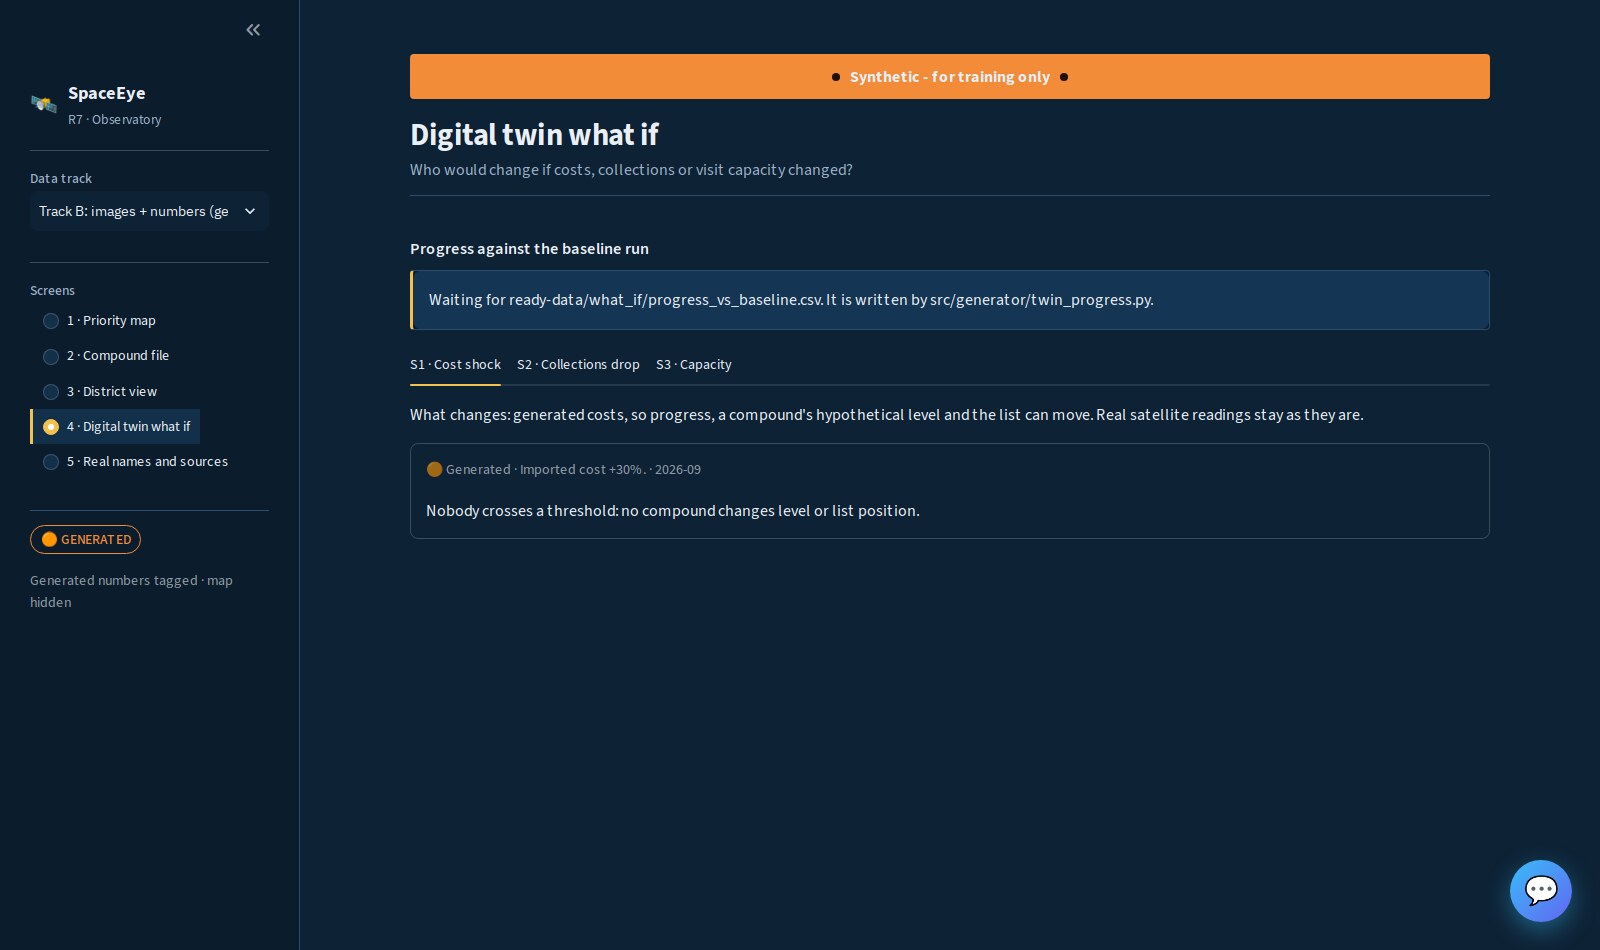 SpaceEye
R7 · Observatory
Data track
Track B: images + numbers (ge
Screens
1 · Priority map
2 · Compound file
3 · District view
4 · Digital twin what if
5 · Real names and sources
GENERATED
Generated numbers tagged · map
hidden
Synthetic - for training only
Digital twin what if
Who would change if costs, collections or visit capacity changed?
Progress against the baseline run
Waiting for ready-data/what_if/progress_vs_baseline.csv. It is written by src/generator/twin_progress.py.
S1 · Cost shock S2 · Collections drop S3 · Capacity
What changes: generated costs, so progress, a compound's hypothetical level and the list can move. Real satellite readings stay as they are.
Generated · Imported cost +30%. · 2026-09
Nobody crosses a threshold: no compound changes level or list position.